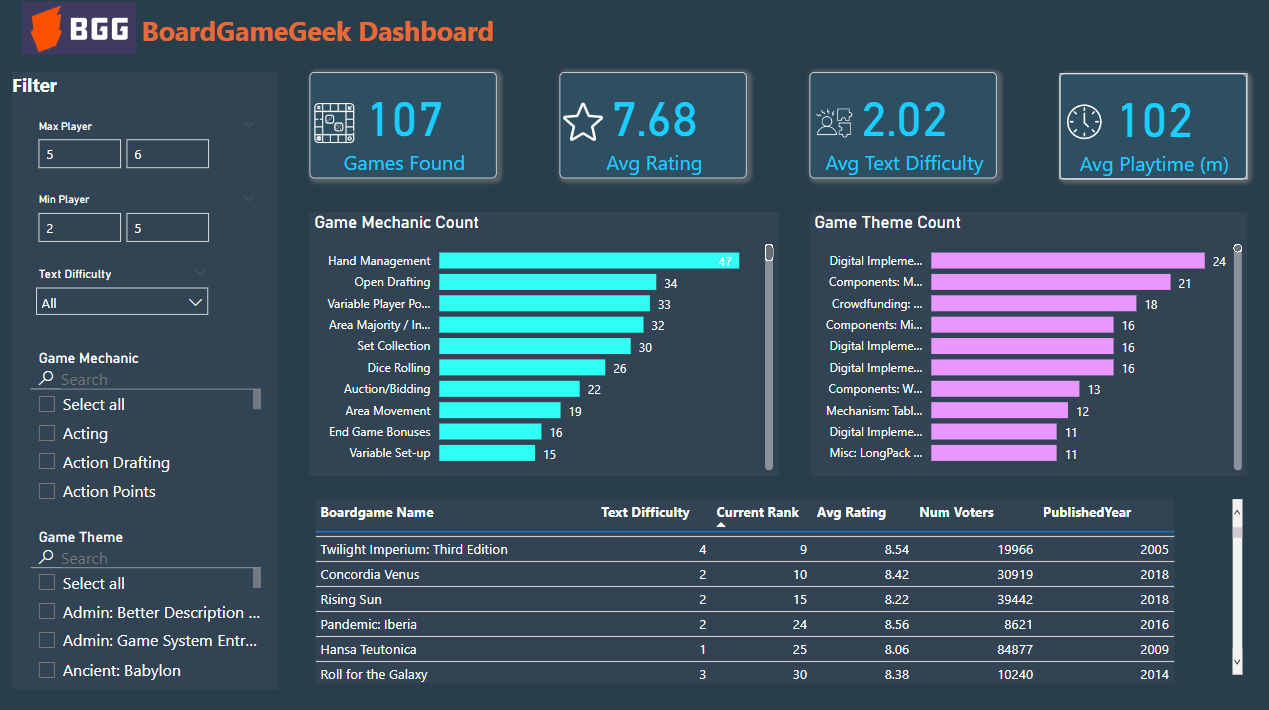 BGG BoardGameGeek Dashboard
Filter
Max Player
5 6
Min Player
2 5
Text Difficulty
All
Game Mechanic
Search
Select all
Acting
Action Drafting
Action Points
Game Theme
Search
Select all
Admin: Better Description ...
Admin: Game System Entr...
Ancient: Babylon
107
Games Found
7.68
Avg Rating
2.02
Avg Text Difficulty
102
Avg Playtime (m)
Game Mechanic Count
Hand Management 47
Open Drafting 34
Variable Player Po... 33
Area Majority / In... 32
Set Collection 30
Dice Rolling 26
Auction/Bidding 22
Area Movement 19
End Game Bonuses 16
Variable Set-up 15
Game Theme Count
Digital Impleme... 24
Components: M... 21
Crowdfunding: ... 18
Components: Mi... 16
Digital Impleme... 16
Digital Impleme... 16
Components: W... 13
Mechanism: Tabl... 12
Digital Impleme... 11
Misc: LongPack ... 11
Boardgame Name Text Difficulty Current Rank Avg Rating Num Voters PublishedYear
Twilight Imperium: Third Edition 4 9 8.54 19966 2005
Concordia Venus 2 10 8.42 30919 2018
Rising Sun 2 15 8.22 39442 2018
Pandemic: Iberia 2 24 8.56 8621 2016
Hansa Teutonica 1 25 8.06 84877 2009
Roll for the Galaxy 3 30 8.38 10240 2014